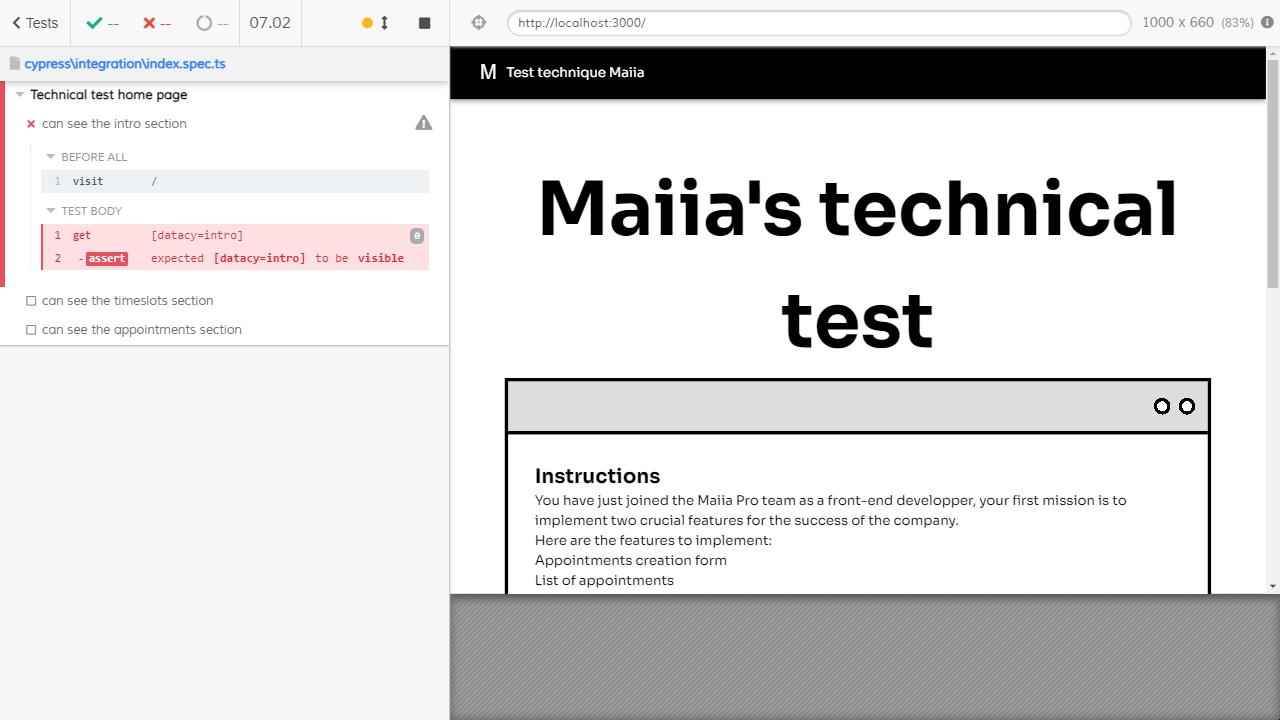 Tests
--
--
--
07.02
http://localhost:3000/
1000 x 660 (83%)
cypress\integration\index.spec.ts
Technical test home page
can see the intro section
BEFORE ALL
1 visit /
TEST BODY
1 get [datacy=intro] 0
2 -assert expected [datacy=intro] to be visible
can see the timeslots section
can see the appointments section
M Test technique Maiia
Maiia's technical
test
Instructions
You have just joined the Maiia Pro team as a front-end developper, your first mission is to
implement two crucial features for the success of the company.
Here are the features to implement:
Appointments creation form
List of appointments